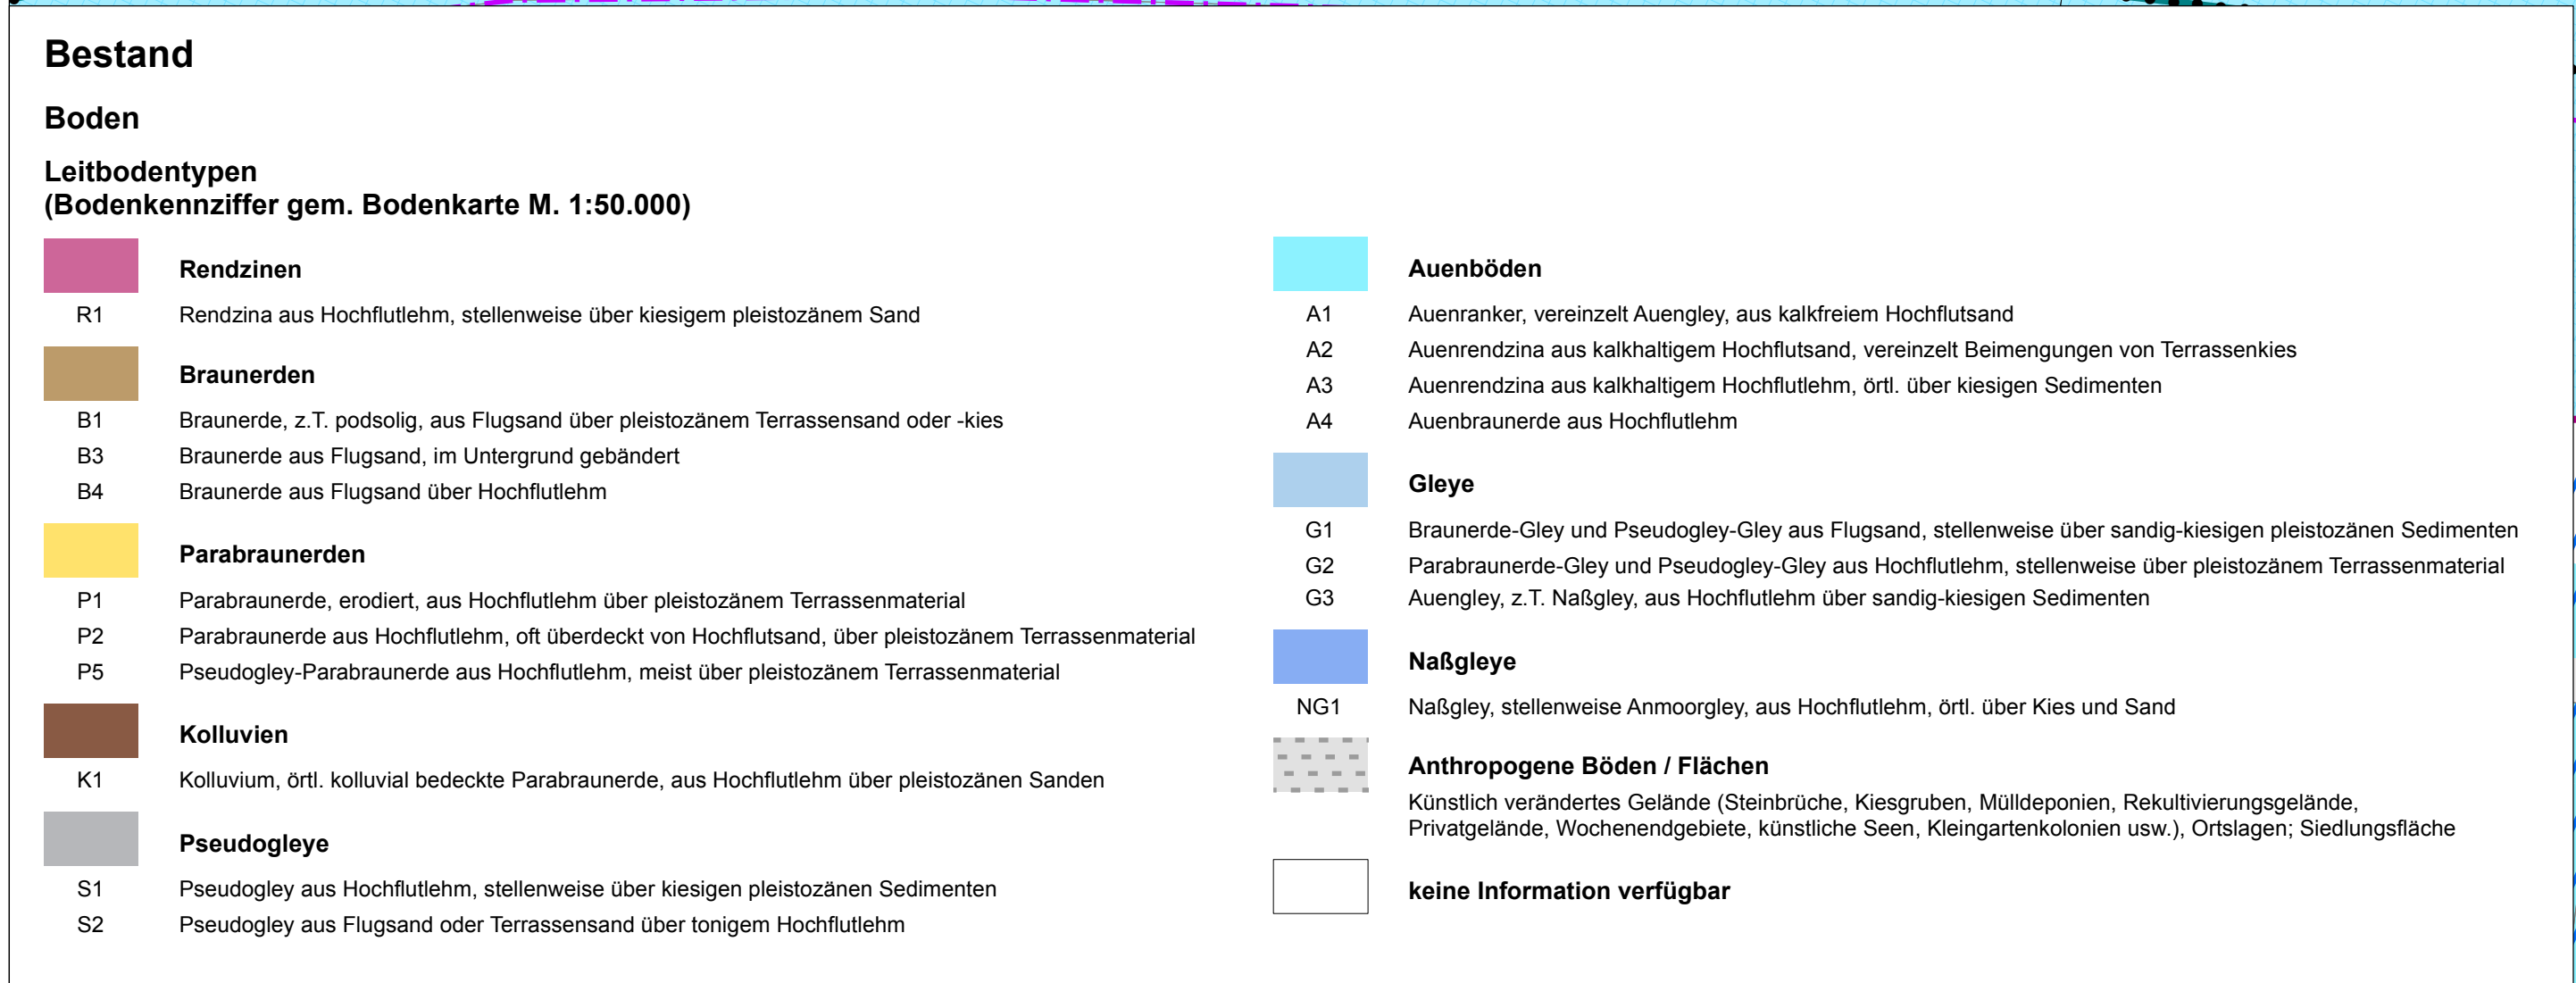 Bestand
Boden
Leitbodentypen
(Bodenkennziffer gem. Bodenkarte M. 1:50.000)
Rendzinen
R1 Rendzina aus Hochflutlehm, stellenweise über kiesigem pleistozänem Sand
Braunerden
B1 Braunerde, z.T. podsolig, aus Flugsand über pleistozänem Terrassensand oder -kies
B3 Braunerde aus Flugsand, im Untergrund gebändert
B4 Braunerde aus Flugsand über Hochflutlehm
Parabraunerden
P1 Parabraunerde, erodiert, aus Hochflutlehm über pleistozänem Terrassenmaterial
P2 Parabraunerde aus Hochflutlehm, oft überdeckt von Hochflutsand, über pleistozänem Terrassenmaterial
P5 Pseudogley-Parabraunerde aus Hochflutlehm, meist über pleistozänem Terrassenmaterial
Kolluvien
K1 Kolluvium, örtl. kolluvial bedeckte Parabraunerde, aus Hochflutlehm über pleistozänen Sanden
Pseudogleye
S1 Pseudogley aus Hochflutlehm, stellenweise über kiesigen pleistozänen Sedimenten
S2 Pseudogley aus Flugsand oder Terrassensand über tonigem Hochflutlehm
Auenböden
A1 Auenranker, vereinzelt Auengley, aus kalkfreiem Hochflutsand
A2 Auenrendzina aus kalkhaltigem Hochflutsand, vereinzelt Beimengungen von Terrassenkies
A3 Auenrendzina aus kalkhaltigem Hochflutlehm, örtl. über kiesigen Sedimenten
A4 Auenbraunerde aus Hochflutlehm
Gleye
G1 Braunerde-Gley und Pseudogley-Gley aus Flugsand, stellenweise über sandig-kiesigen pleistozänen Sedimenten
G2 Parabraunerde-Gley und Pseudogley-Gley aus Hochflutlehm, stellenweise über pleistozänem Terrassenmaterial
G3 Auengley, z.T. Naßgley, aus Hochflutlehm über sandig-kiesigen Sedimenten
Naßgleye
NG1 Naßgley, stellenweise Anmoorgley, aus Hochflutlehm, örtl. über Kies und Sand
Anthropogene Böden / Flächen
Künstlich verändertes Gelände (Steinbrüche, Kiesgruben, Mülldeponien, Rekultivierungsgelände,
Privatgelände, Wochenendgebiete, künstliche Seen, Kleingartenkolonien usw.), Ortslagen; Siedlungsfläche
keine Information verfügbar